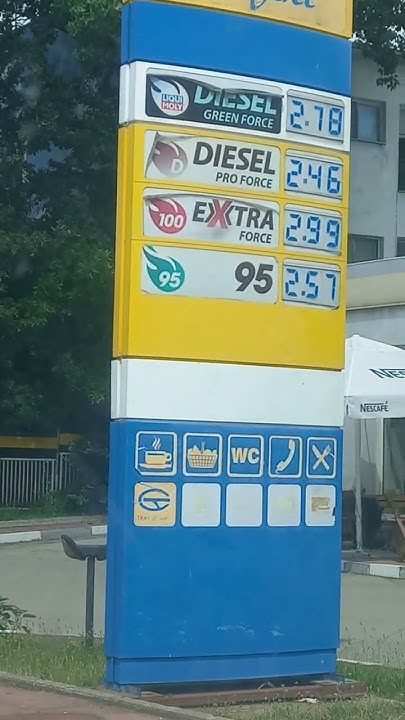 LIQUI
MOLY
DIESEL
GREEN FORCE
2.78
D
DIESEL
PRO FORCE
2.46
100
EXXTRA
FORCE
2.99
95
95
2.57
NESCAFÉ
WC